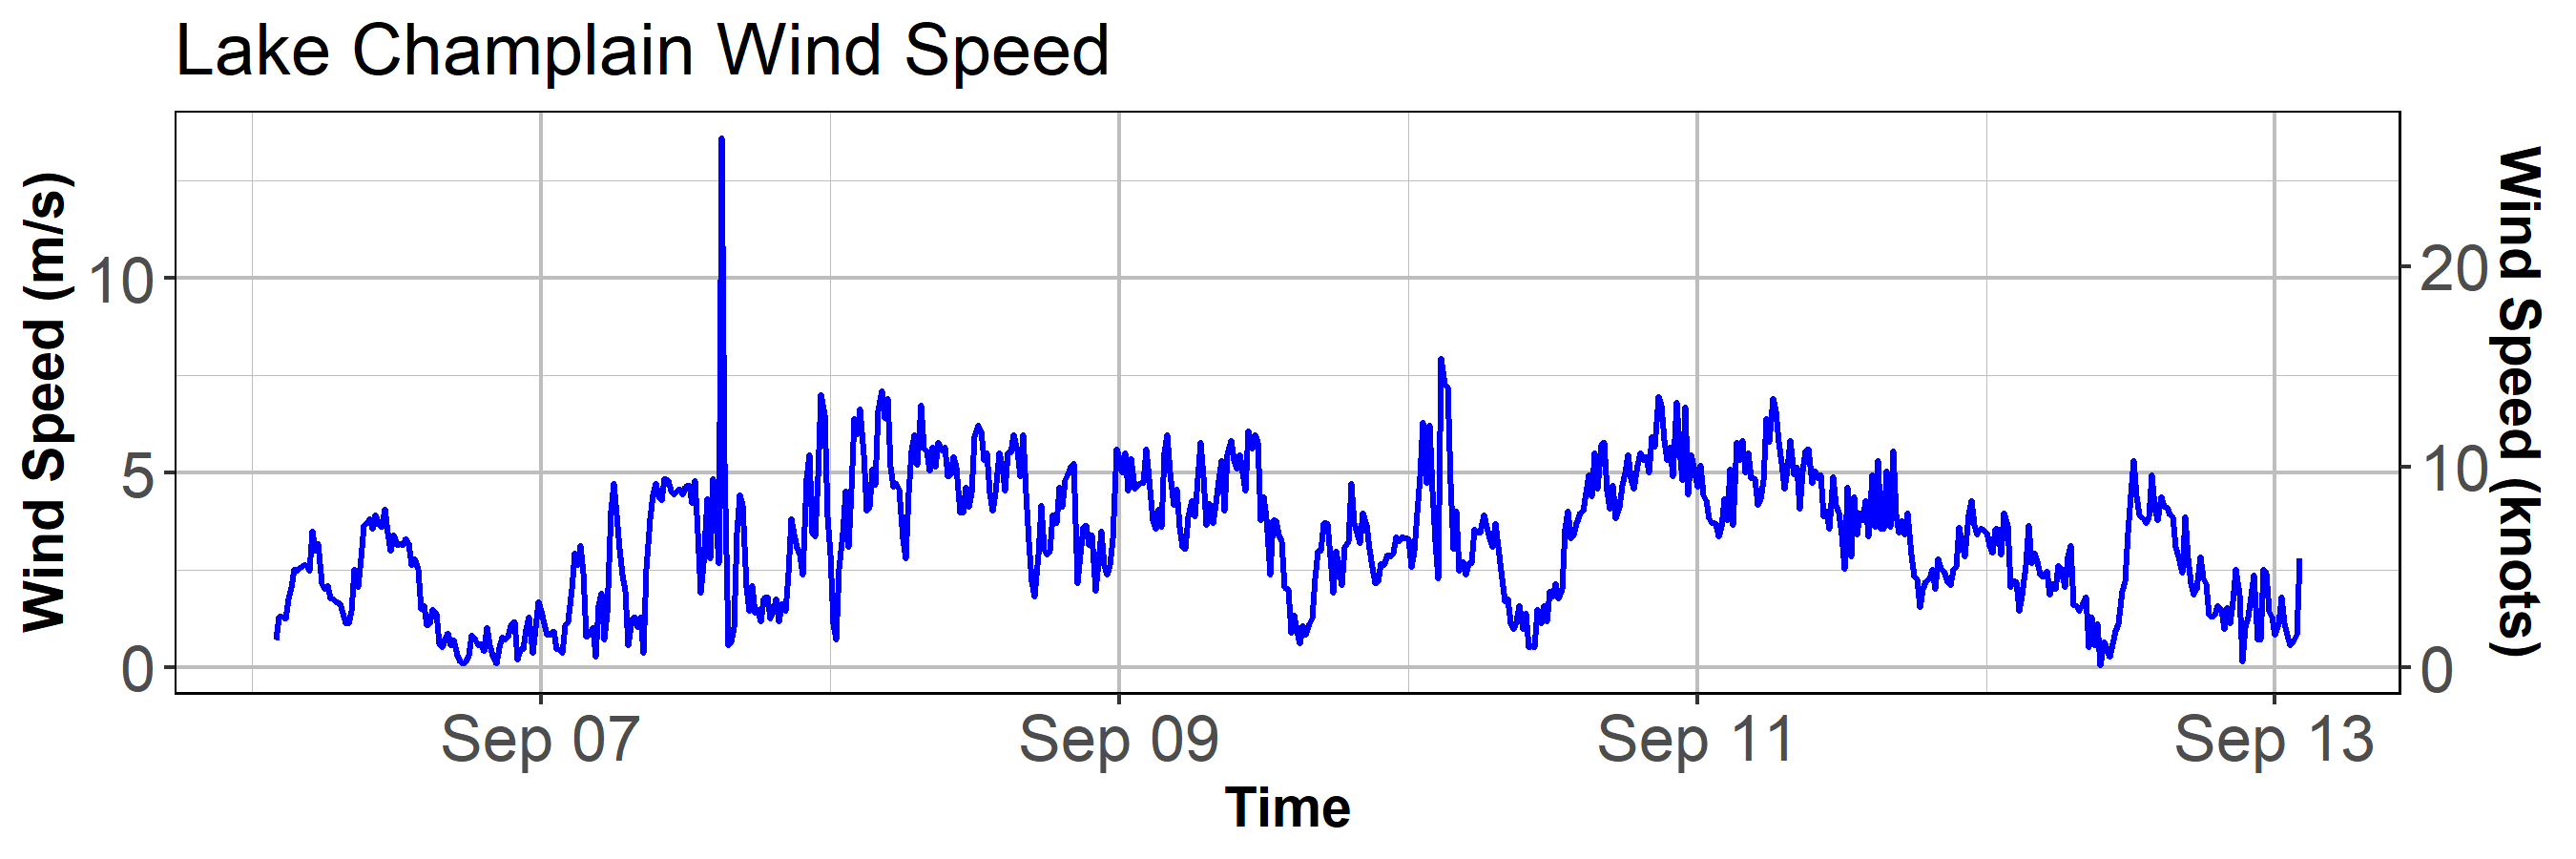 Lake Champlain Wind Speed
Wind Speed (m/s)
10
5
0
20
10
0
Wind Speed (knots)
Sep 07
Sep 09
Sep 11
Sep 13
Time